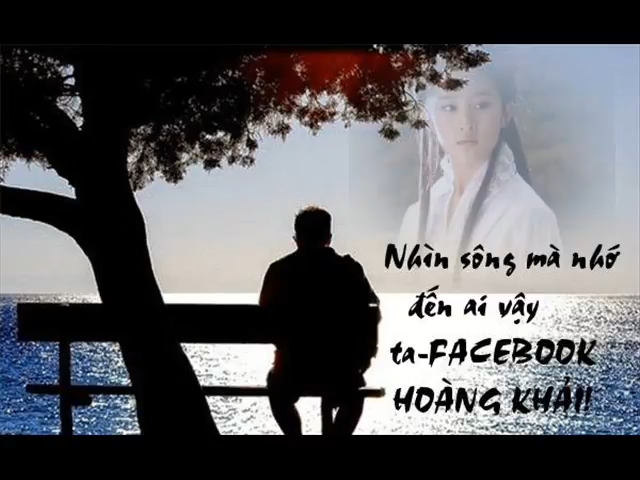 Nhìn sông mà nhớ
đến ai vậy
ta-FACEBOOK
HOÀNG KHẢI!!